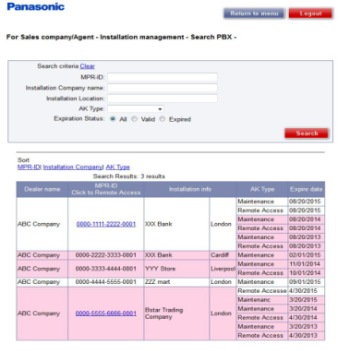 Panasonic
Return to menu Logout
For Sales company/Agent - Installation management - Search PBX -
Search criteria Clear
MPR-ID:
Installation Company name:
Installation Location:
AK Type:
Expiration Status: All Valid Expired
Search
Sort
MPR-ID| Installation Company| AK Type
Search Results: 3 results
Dealer name MPR-ID Click to Remote Access Installation info AK Type Expire date
ABC Company 0000-1111-2222-0001 XXX Bank London
Maintenance 08/20/2015
Remote Access 08/20/2015
Maintenance 08/20/2014
Remote Access 08/20/2014
Maintenance 08/20/2013
Remote Access 08/20/2013
ABC Company 0000-2222-3333-0001 XXX Bank Cardiff Maintenance 02/01/2015
ABC Company 0000-3333-4444-0001 YYY Store Liverpool
Maintenance 11/01/2014
Remote Access 10/01/2014
ABC Company 0000-4444-5555-0001 ZZZ mart London Maintenance 09/01/2015
ABC Company 0000-5555-6666-0001 Bstar Trading Company London
Remote Accesse 4/30/2015
Maintenanc 3/20/2015
Maintenance 3/20/2014
Remote Access 4/30/2014
Maintenance 3/20/2013
Remote Access 4/30/2013